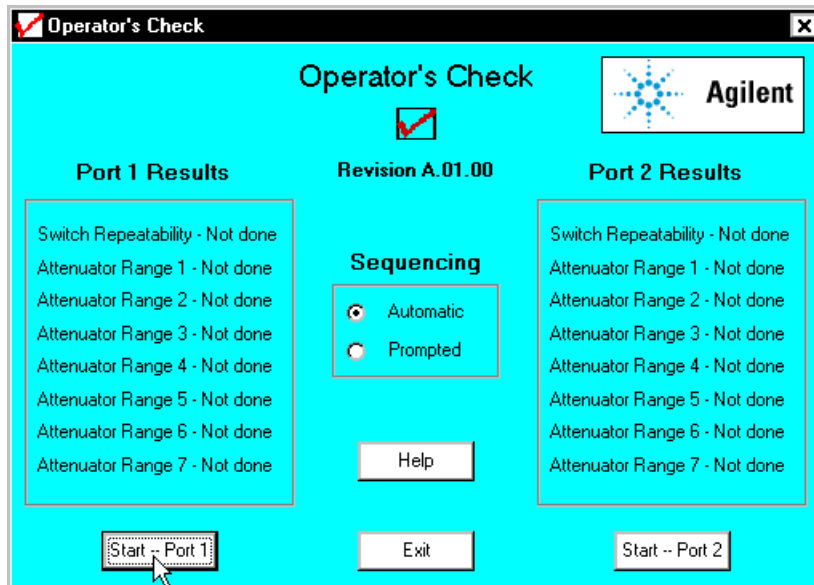 Operator's Check
Operator's Check
Agilent
Revision A.01.00
Port 1 Results
Switch Repeatability - Not done
Attenuator Range 1 - Not done
Attenuator Range 2 - Not done
Attenuator Range 3 - Not done
Attenuator Range 4 - Not done
Attenuator Range 5 - Not done
Attenuator Range 6 - Not done
Attenuator Range 7 - Not done
Start -- Port 1
Sequencing
Automatic
Prompted
Help
Exit
Port 2 Results
Switch Repeatability - Not done
Attenuator Range 1 - Not done
Attenuator Range 2 - Not done
Attenuator Range 3 - Not done
Attenuator Range 4 - Not done
Attenuator Range 5 - Not done
Attenuator Range 6 - Not done
Attenuator Range 7 - Not done
Start -- Port 2